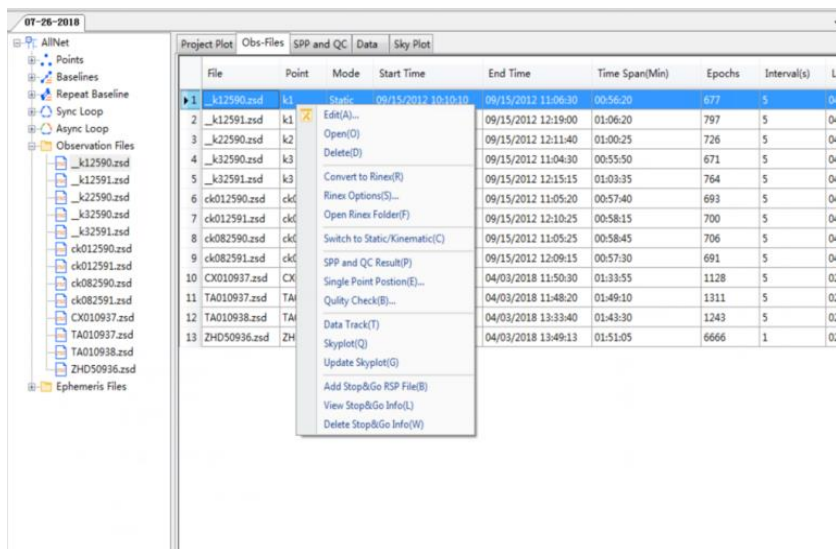 07-26-2018
AllNet
Points
Baselines
Repeat Baseline
Sync Loop
Async Loop
Observation Files
__k12590.zsd
__k12591.zsd
__k22590.zsd
__k32590.zsd
__k32591.zsd
ck012590.zsd
ck012591.zsd
ck082590.zsd
ck082591.zsd
CX010937.zsd
TA010937.zsd
TA010938.zsd
ZHD50936.zsd
Ephemeris Files
Project Plot Obs-Files SPP and QC Data Sky Plot
File Point Mode Start Time End Time Time Span(Min) Epochs Interval(s)
1 __k12590.zsd k1 Static 09/15/2012 10:10:10 09/15/2012 11:06:30 00:56:20 677 5
2 __k12591.zsd k1 09/15/2012 12:19:00 01:06:20 797 5
3 __k22590.zsd k2 09/15/2012 12:11:40 01:00:25 726 5
4 __k32590.zsd k3 09/15/2012 11:04:30 00:55:50 671 5
5 __k32591.zsd k3 09/15/2012 12:15:15 01:03:35 764 5
6 ck012590.zsd ck0 09/15/2012 11:05:20 00:57:40 693 5
7 ck012591.zsd ck0 09/15/2012 12:10:25 00:58:15 700 5
8 ck082590.zsd ck0 09/15/2012 11:05:25 00:58:45 706 5
9 ck082591.zsd ck0 09/15/2012 12:09:15 00:57:30 691 5
10 CX010937.zsd CX 04/03/2018 11:50:30 01:33:55 1128 5
11 TA010937.zsd TA 04/03/2018 11:48:20 01:49:10 1311 5
12 TA010938.zsd TA 04/03/2018 13:33:40 01:43:30 1243 5
13 ZHD50936.zsd ZH 04/03/2018 13:49:13 01:51:05 6666 1
Edit(A)...
Open(O)
Delete(D)
Convert to Rinex(R)
Rinex Options(S)...
Open Rinex Folder(F)
Switch to Static/Kinematic(C)
SPP and QC Result(P)
Single Point Postion(E)...
Qulity Check(B)...
Data Track(T)
Skyplot(Q)
Update Skyplot(G)
Add Stop&Go RSP File(B)
View Stop&Go Info(L)
Delete Stop&Go Info(W)